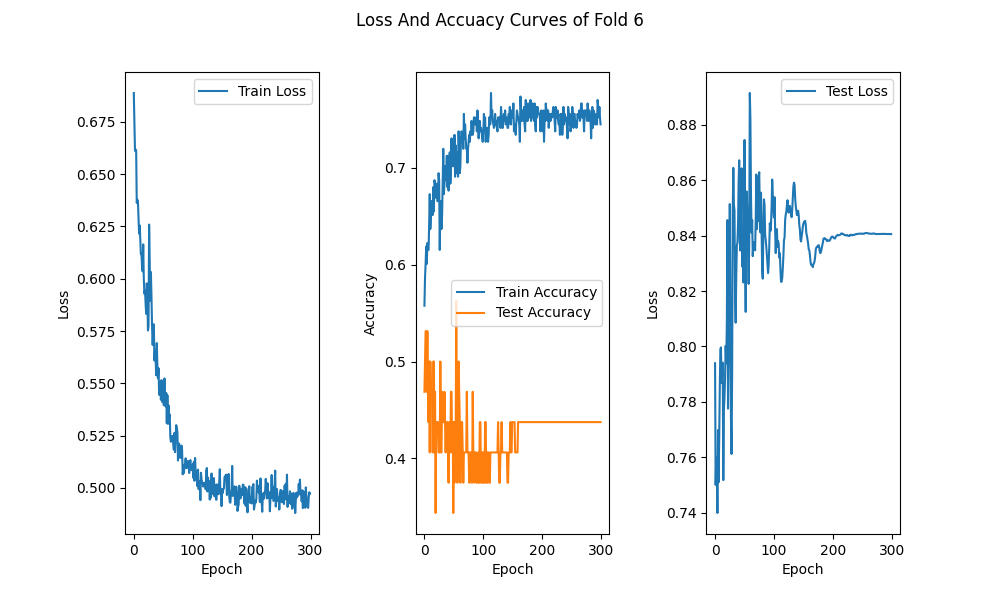 Loss And Accuacy Curves of Fold 6
Train Loss
0.675
0.650
0.625
0.600
0.575
0.550
0.525
0.500
Loss
0
100
200
300
Epoch
Train Accuracy
Test Accuracy
0.7
0.6
0.5
0.4
Accuracy
0
100
200
300
Epoch
Test Loss
0.88
0.86
0.84
0.82
0.80
0.78
0.76
0.74
Loss
0
100
200
300
Epoch